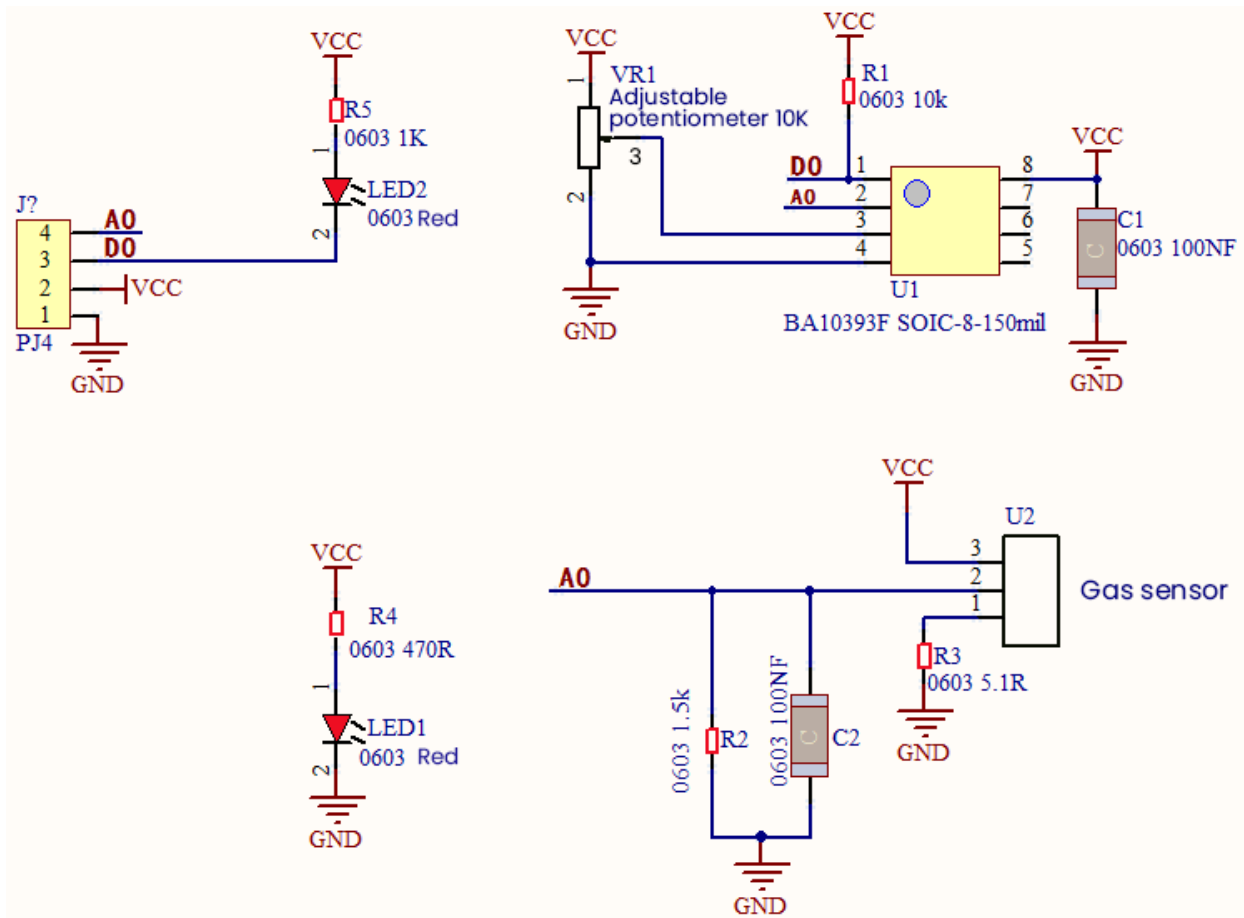 VCC
R5
0603 1K
1
LED2
0603 Red
2
J?
4
A0
3
D0
2
VCC
1
PJ4
GND
VCC
1
VR1
Adjustable
potentiometer 10K
3
2
GND
VCC
R1
0603 10k
D0
1
A0
2
3
4
8
7
6
5
U1
BA10393F SOIC-8-150mil
VCC
C1
C
0603 100NF
GND
VCC
R4
0603 470R
1
LED1
0603 Red
2
GND
A0
0603 1.5k
R2
0603 100NF
C
C2
GND
VCC
U2
3
2
1
Gas sensor
R3
0603 5.1R
GND